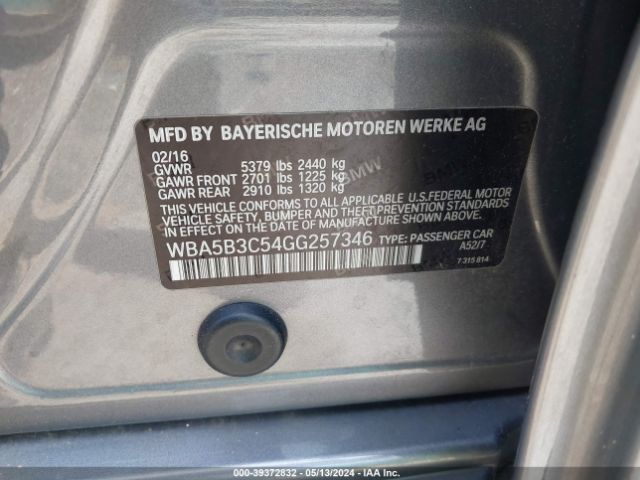 MFD BY BAYERISCHE MOTOREN WERKE AG
02/16
GVWR 5379 lbs 2440 kg
GAWR FRONT 2701 lbs 1225 kg
GAWR REAR 2910 lbs 1320 kg
THIS VEHICLE CONFORMS TO ALL APPLICABLE U.S.FEDERAL MOTOR
VEHICLE SAFETY, BUMPER AND THEFT PREVENTION STANDARDS
IN EFFECT ON THE DATE OF MANUFACTURE SHOWN ABOVE.
WBA5B3C54GG257346 TYPE: PASSENGER CAR
A52/7
7 315 814
000-39372832 - 05/13/2024 - IAA Inc.